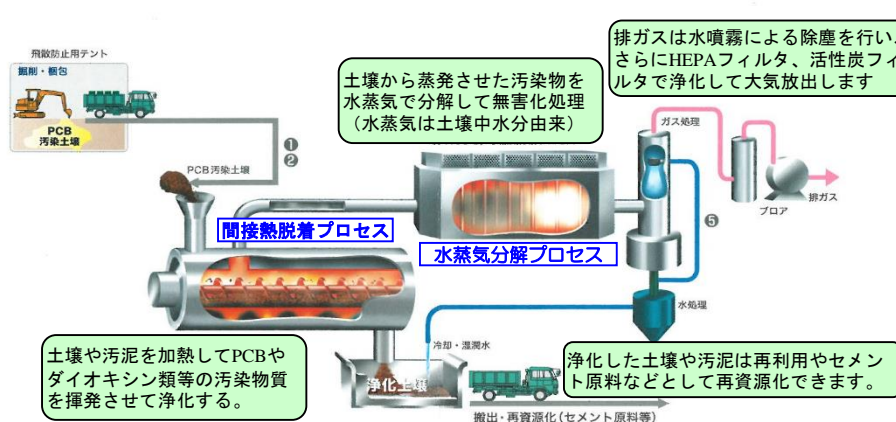 飛散防止用テント
掘削・梱包
PCB
汚染土壌
❶
❷
PCB汚染土壌
土壌から蒸発させた汚染物を
水蒸気で分解して無害化処理
（水蒸気は土壌中水分由来）
排ガスは水噴霧による除塵を行い、
さらにHEPAフィルタ、活性炭フィ
ルタで浄化して大気放出します
ガス処理
ブロア
排ガス
❺
間接熱脱着プロセス
水蒸気分解プロセス
水処理
冷却・湿潤水
土壌や汚泥を加熱してPCBや
ダイオキシン類等の汚染物質
を揮発させて浄化する。
浄化土壌
浄化した土壌や汚泥は再利用やセメン
ト原料などとして再資源化できます。
搬出・再資源化（セメント原料等）